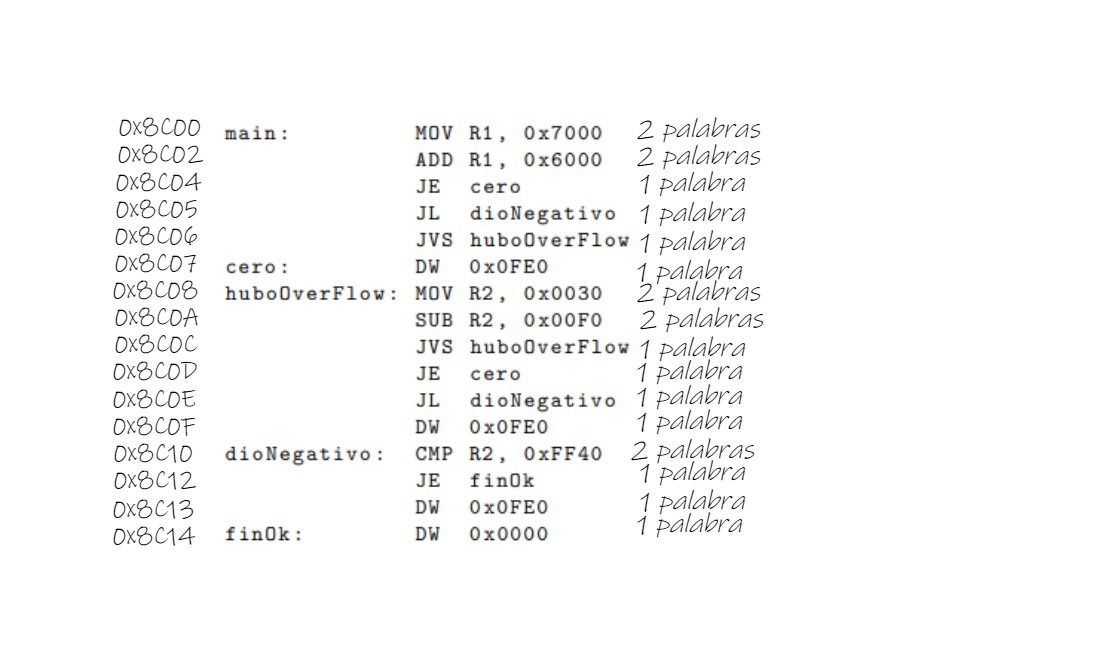 0x8C00 main: MOV R1, 0x7000 2 palabras
0x8C02 ADD R1, 0x6000 2 palabras
0x8C04 JE cero 1 palabra
0x8C05 JL dioNegativo 1 palabra
0x8C06 JVS huboOverFlow 1 palabra
0x8C07 cero: DW 0x0FE0 1 palabra
0x8C08 huboOverFlow: MOV R2, 0x0030 2 palabras
0x8C0A SUB R2, 0x00F0 2 palabras
0x8C0C JVS huboOverFlow 1 palabra
0x8C0D JE cero 1 palabra
0x8C0E JL dioNegativo 1 palabra
0x8C0F DW 0x0FE0 1 palabra
0x8C10 dioNegativo: CMP R2, 0xFF40 2 palabras
0x8C12 JE finOk 1 palabra
0x8C13 DW 0x0FE0 1 palabra
0x8C14 finOk: DW 0x0000 1 palabra